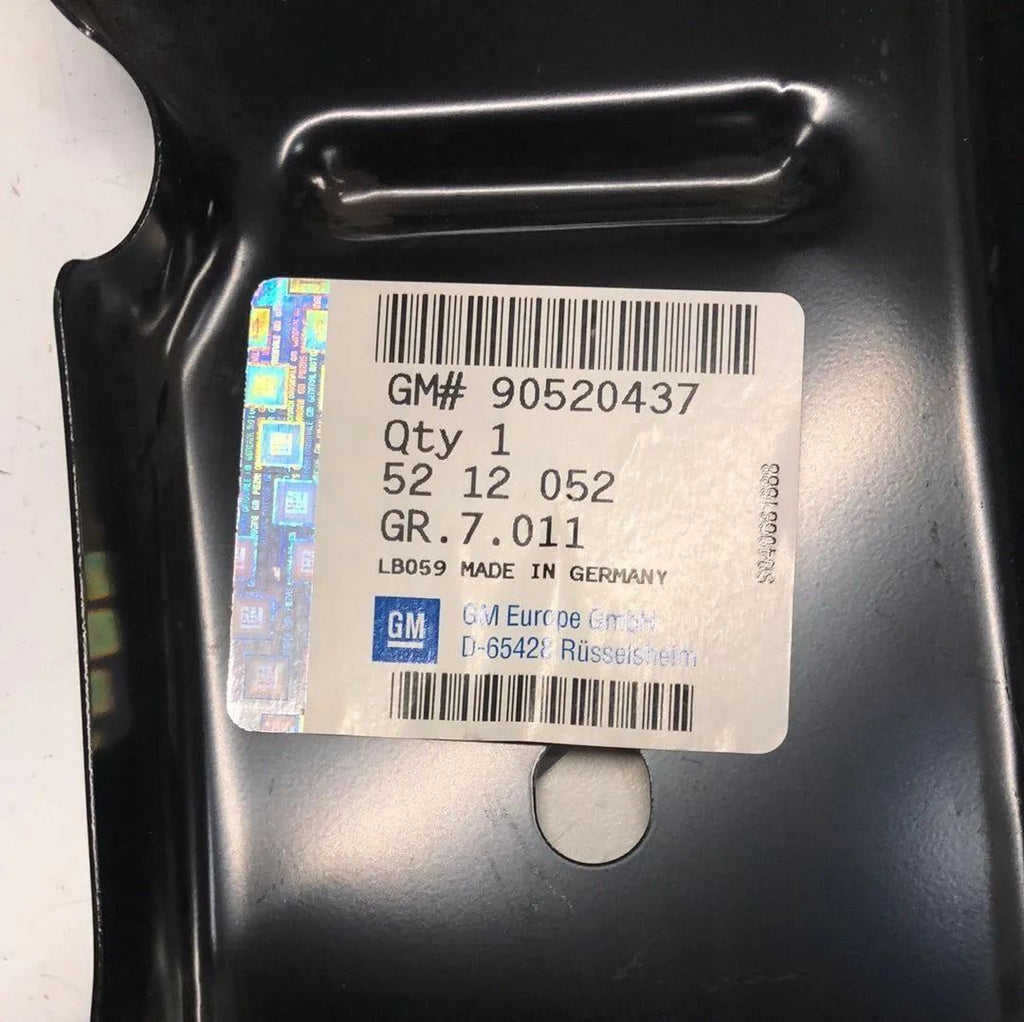 GM# 90520437
Qty 1
52 12 052
GR.7.011
LB059 MADE IN GERMANY
GM
GM Europe GmbH
D-65428 Rüsselsheim